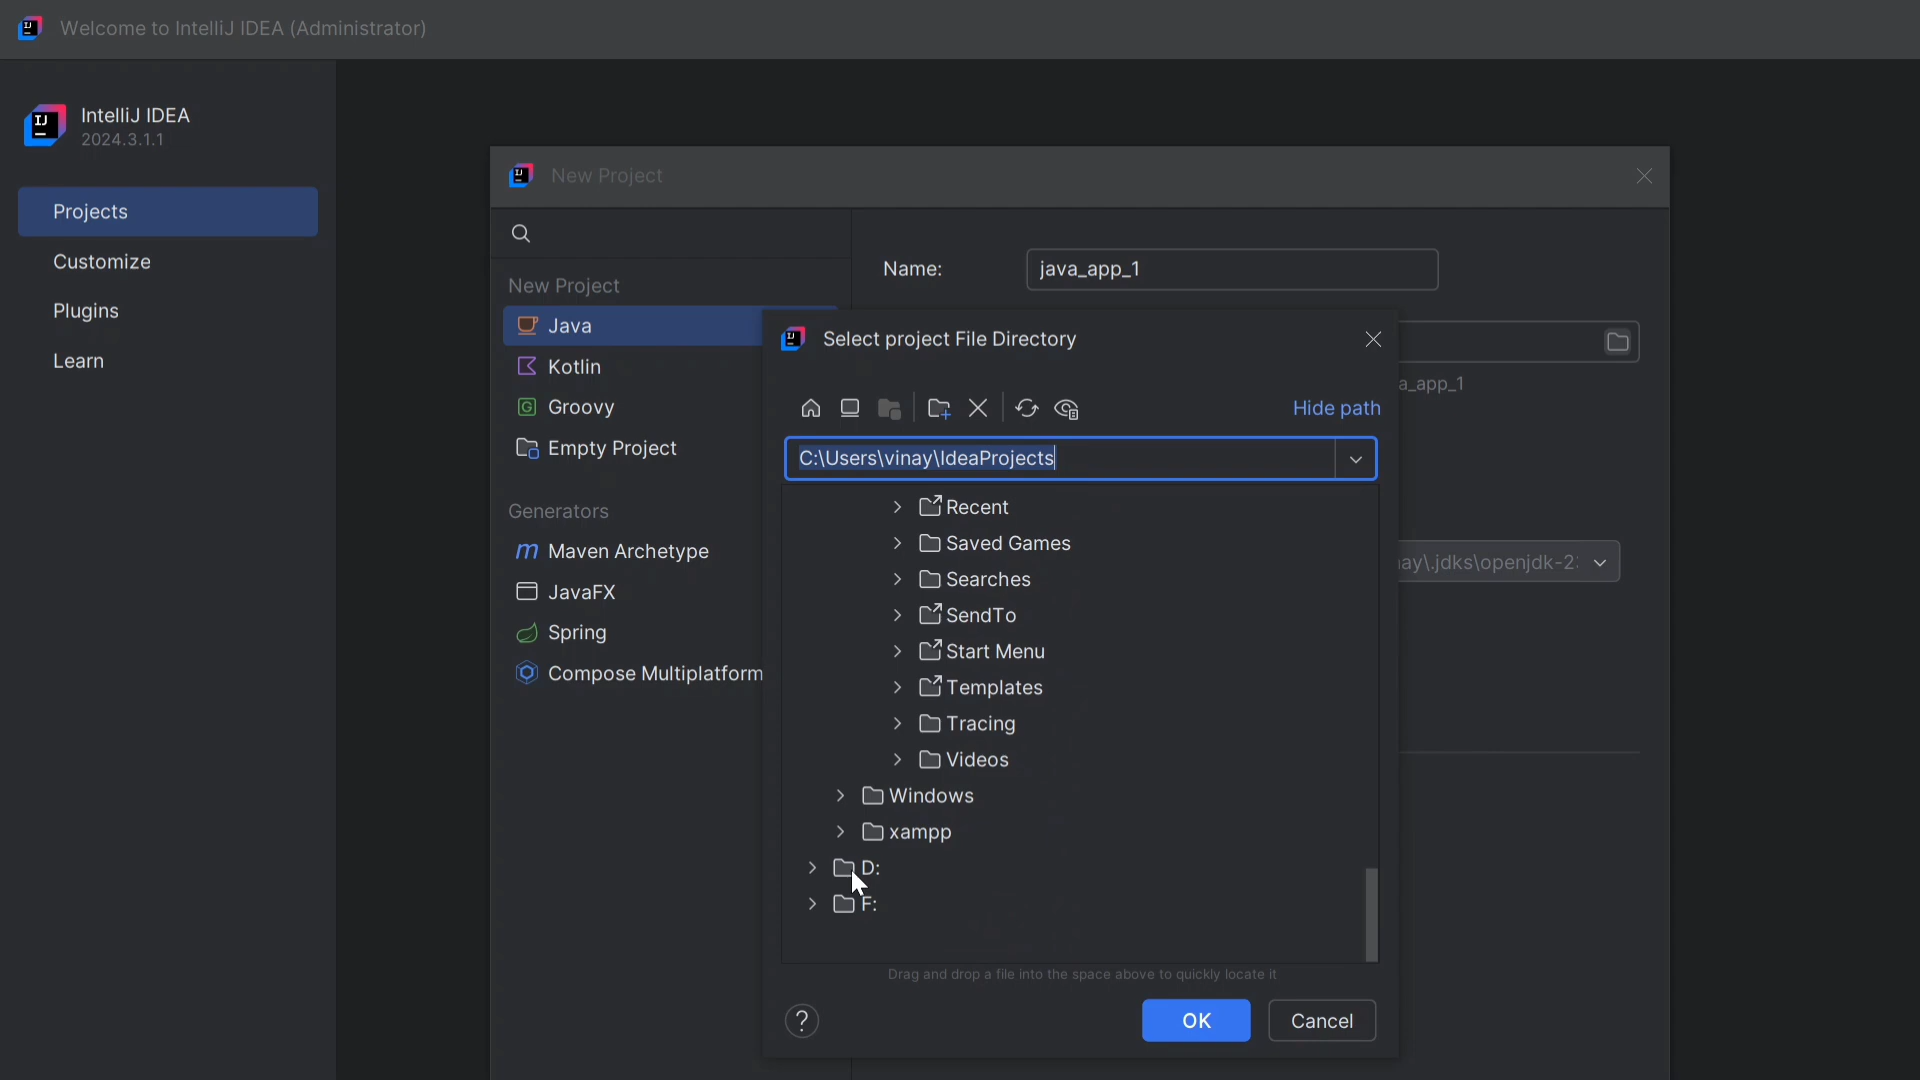 Welcome to IntelliJ IDEA (Administrator)
IntelliJ IDEA
2024.3.1.1
Projects
Customize
Plugins
Learn
New Project
New Project
Java
Kotlin
Groovy
Empty Project
Generators
Maven Archetype
JavaFX
Spring
Compose Multiplatform
Name: java_app_1
a_app_1
\.jdks\openjdk-2
Select project File Directory
Hide path
C:\Users\vinay\IdeaProjects
Recent
Saved Games
Searches
SendTo
Start Menu
Templates
Tracing
Videos
Windows
xampp
D:
F:
Drag and drop a file into the space above to quickly locate it
? OK Cancel